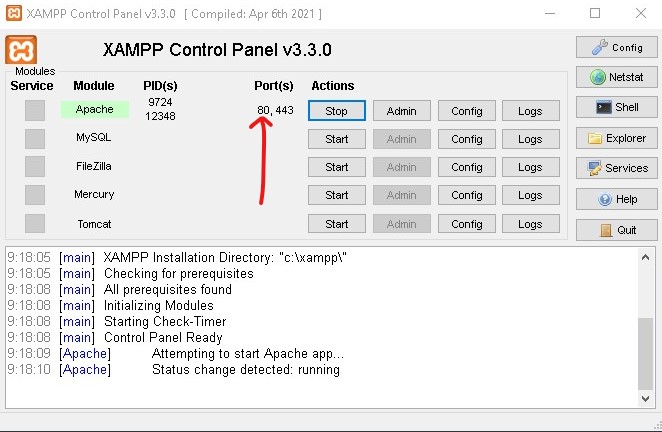 XAMPP Control Panel v3.3.0 [ Compiled: Apr 6th 2021 ]
XAMPP Control Panel v3.3.0
Config
Modules
Service Module PID(s) Port(s) Actions
Netstat
Apache 9724 12348 80, 443 Stop Admin Config Logs
Shell
MySQL Start Admin Config Logs
Explorer
FileZilla Start Admin Config Logs
Services
Mercury Start Admin Config Logs
Help
Tomcat Start Admin Config Logs
Quit
9:18:05 [main] XAMPP Installation Directory: "c:\xampp\"
9:18:05 [main] Checking for prerequisites
9:18:08 [main] All prerequisites found
9:18:08 [main] Initializing Modules
9:18:08 [main] Starting Check-Timer
9:18:08 [main] Control Panel Ready
9:18:09 [Apache] Attempting to start Apache app...
9:18:10 [Apache] Status change detected: running